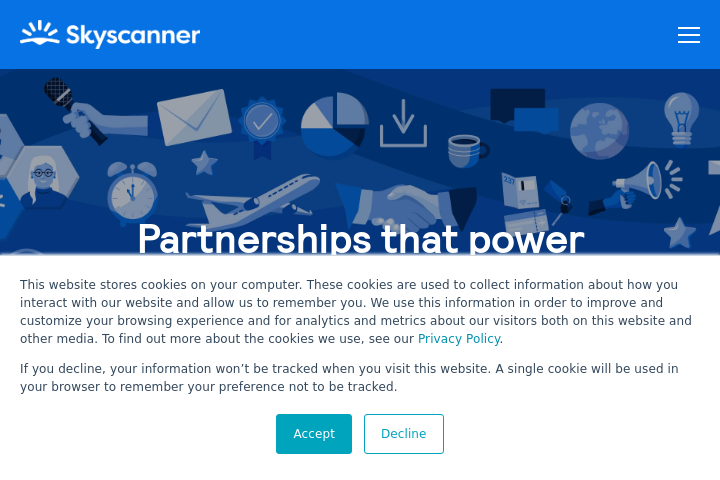 Skyscanner
337
Partnerships that power
This website stores cookies on your computer. These cookies are used to collect information about how you
interact with our website and allow us to remember you. We use this information in order to improve and
customize your browsing experience and for analytics and metrics about our visitors both on this website and
other media. To find out more about the cookies we use, see our Privacy Policy.
If you decline, your information won’t be tracked when you visit this website. A single cookie will be used in
your browser to remember your preference not to be tracked.
Accept
Decline